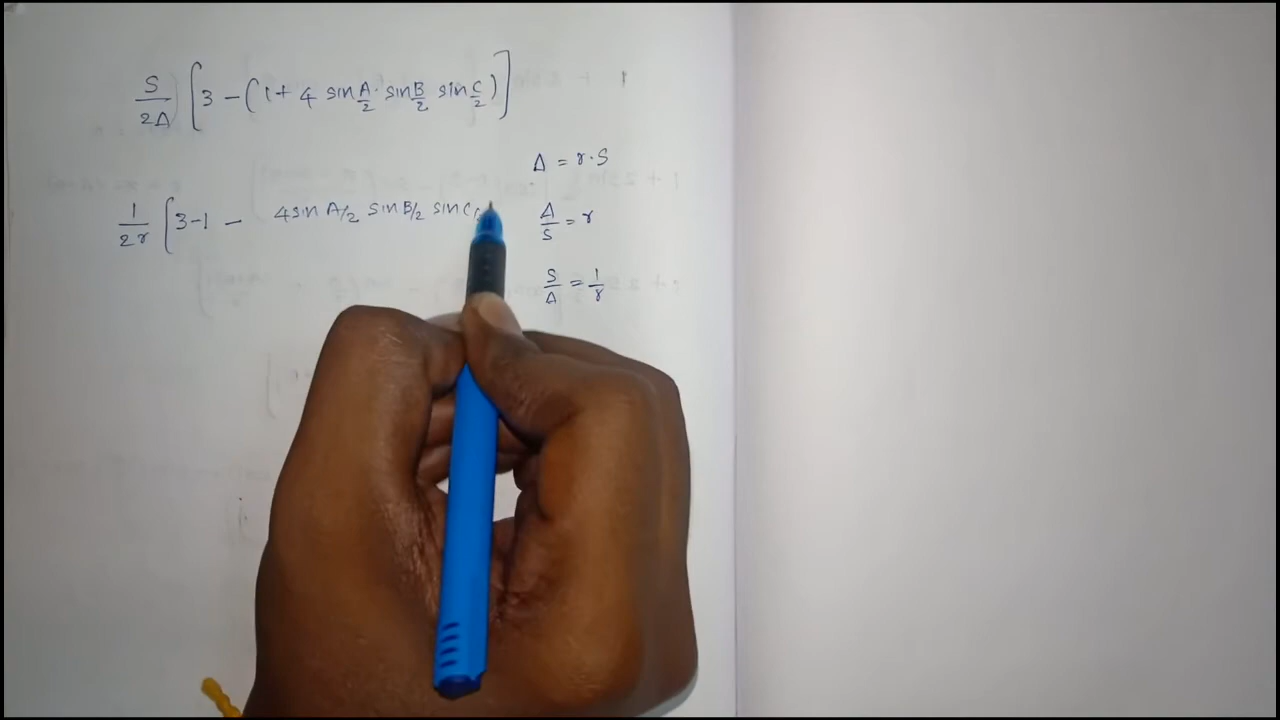 S/2Δ [3 - (1 + 4 sin A/2 · sin B/2 sin C/2)]
Δ = r·S
1/2r [3-1 - 4 sin A/2 sin B/2 sin C/
Δ/S = r
S/Δ = 1/r